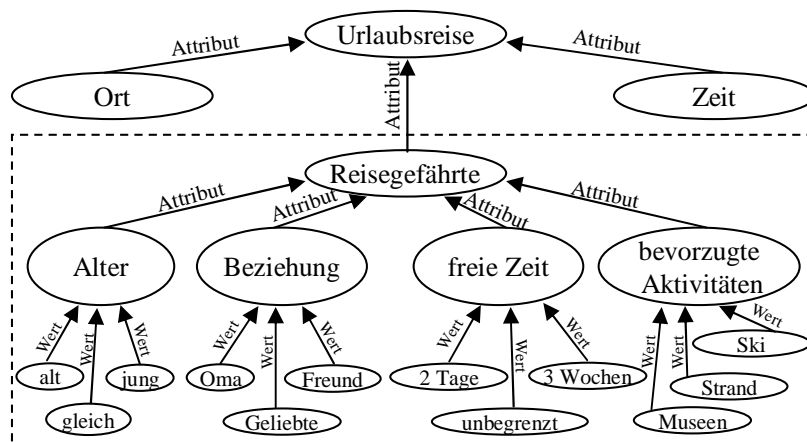 Urlaubsreise
Attribut
Attribut
Attribut
Ort
Zeit
Reisegefährte
Attribut
Attribut
Attribut
Attribut
Alter
Beziehung
freie Zeit
bevorzugte
Aktivitäten
Wert
Wert
Wert
Wert
Wert
Wert
Wert
Wert
Wert
Wert
Wert
Wert
alt
gleich
jung
Oma
Geliebte
Freund
2 Tage
unbegrenzt
3 Wochen
Museen
Strand
Ski